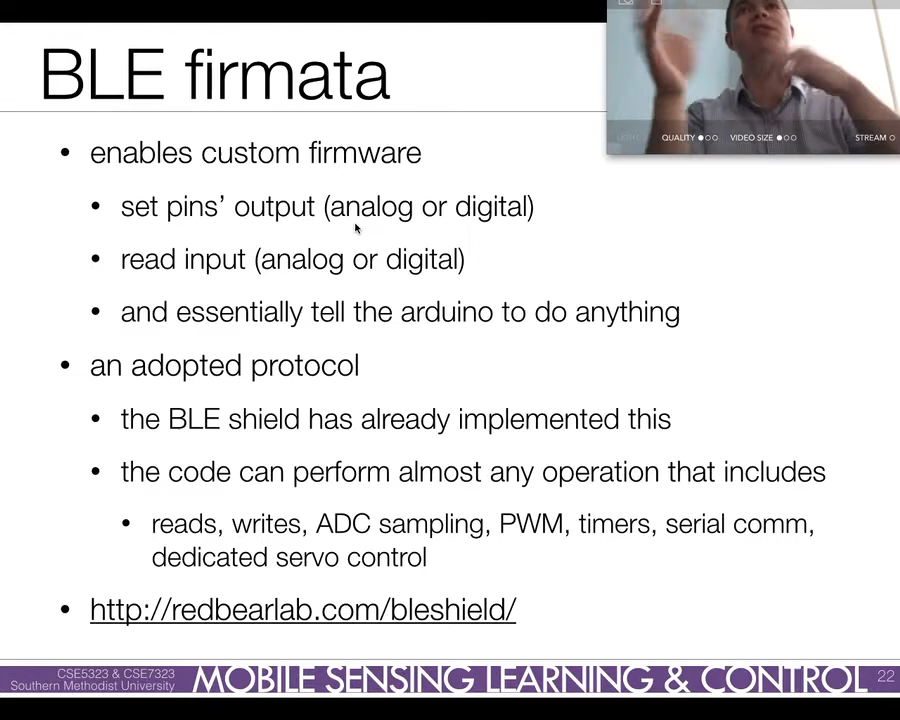 BLE firmata
QUALITY
VIDEO SIZE
STREAM
• enables custom firmware
• set pins’ output (analog or digital)
• read input (analog or digital)
• and essentially tell the arduino to do anything
• an adopted protocol
• the BLE shield has already implemented this
• the code can perform almost any operation that includes
• reads, writes, ADC sampling, PWM, timers, serial comm,
dedicated servo control
• http://redbearlab.com/bleshield/
CSE5323 & CSE7323
Southern Methodist University
MOBILE SENSING LEARNING & CONTROL
22